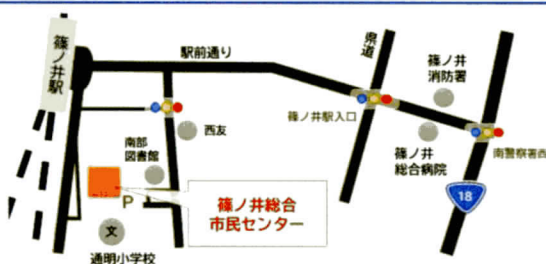 篠ノ井駅
駅前通り
県道
篠ノ井
消防署
篠ノ井駅入口
西友
南部
図書館
篠ノ井
総合病院
南警察署西
18
P
篠ノ井総合
市民センター
文
通明小学校